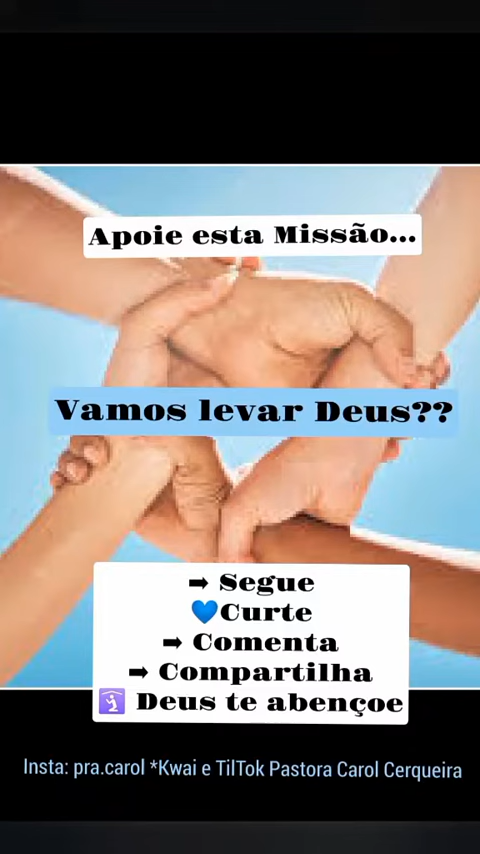 Apoie esta Missão...
Vamos levar Deus??
➡ Segue
💙Curte
➡ Comenta
➡ Compartilha
🛐 Deus te abençoe
Insta: pra.carol *Kwai e TilTok Pastora Carol Cerqueira